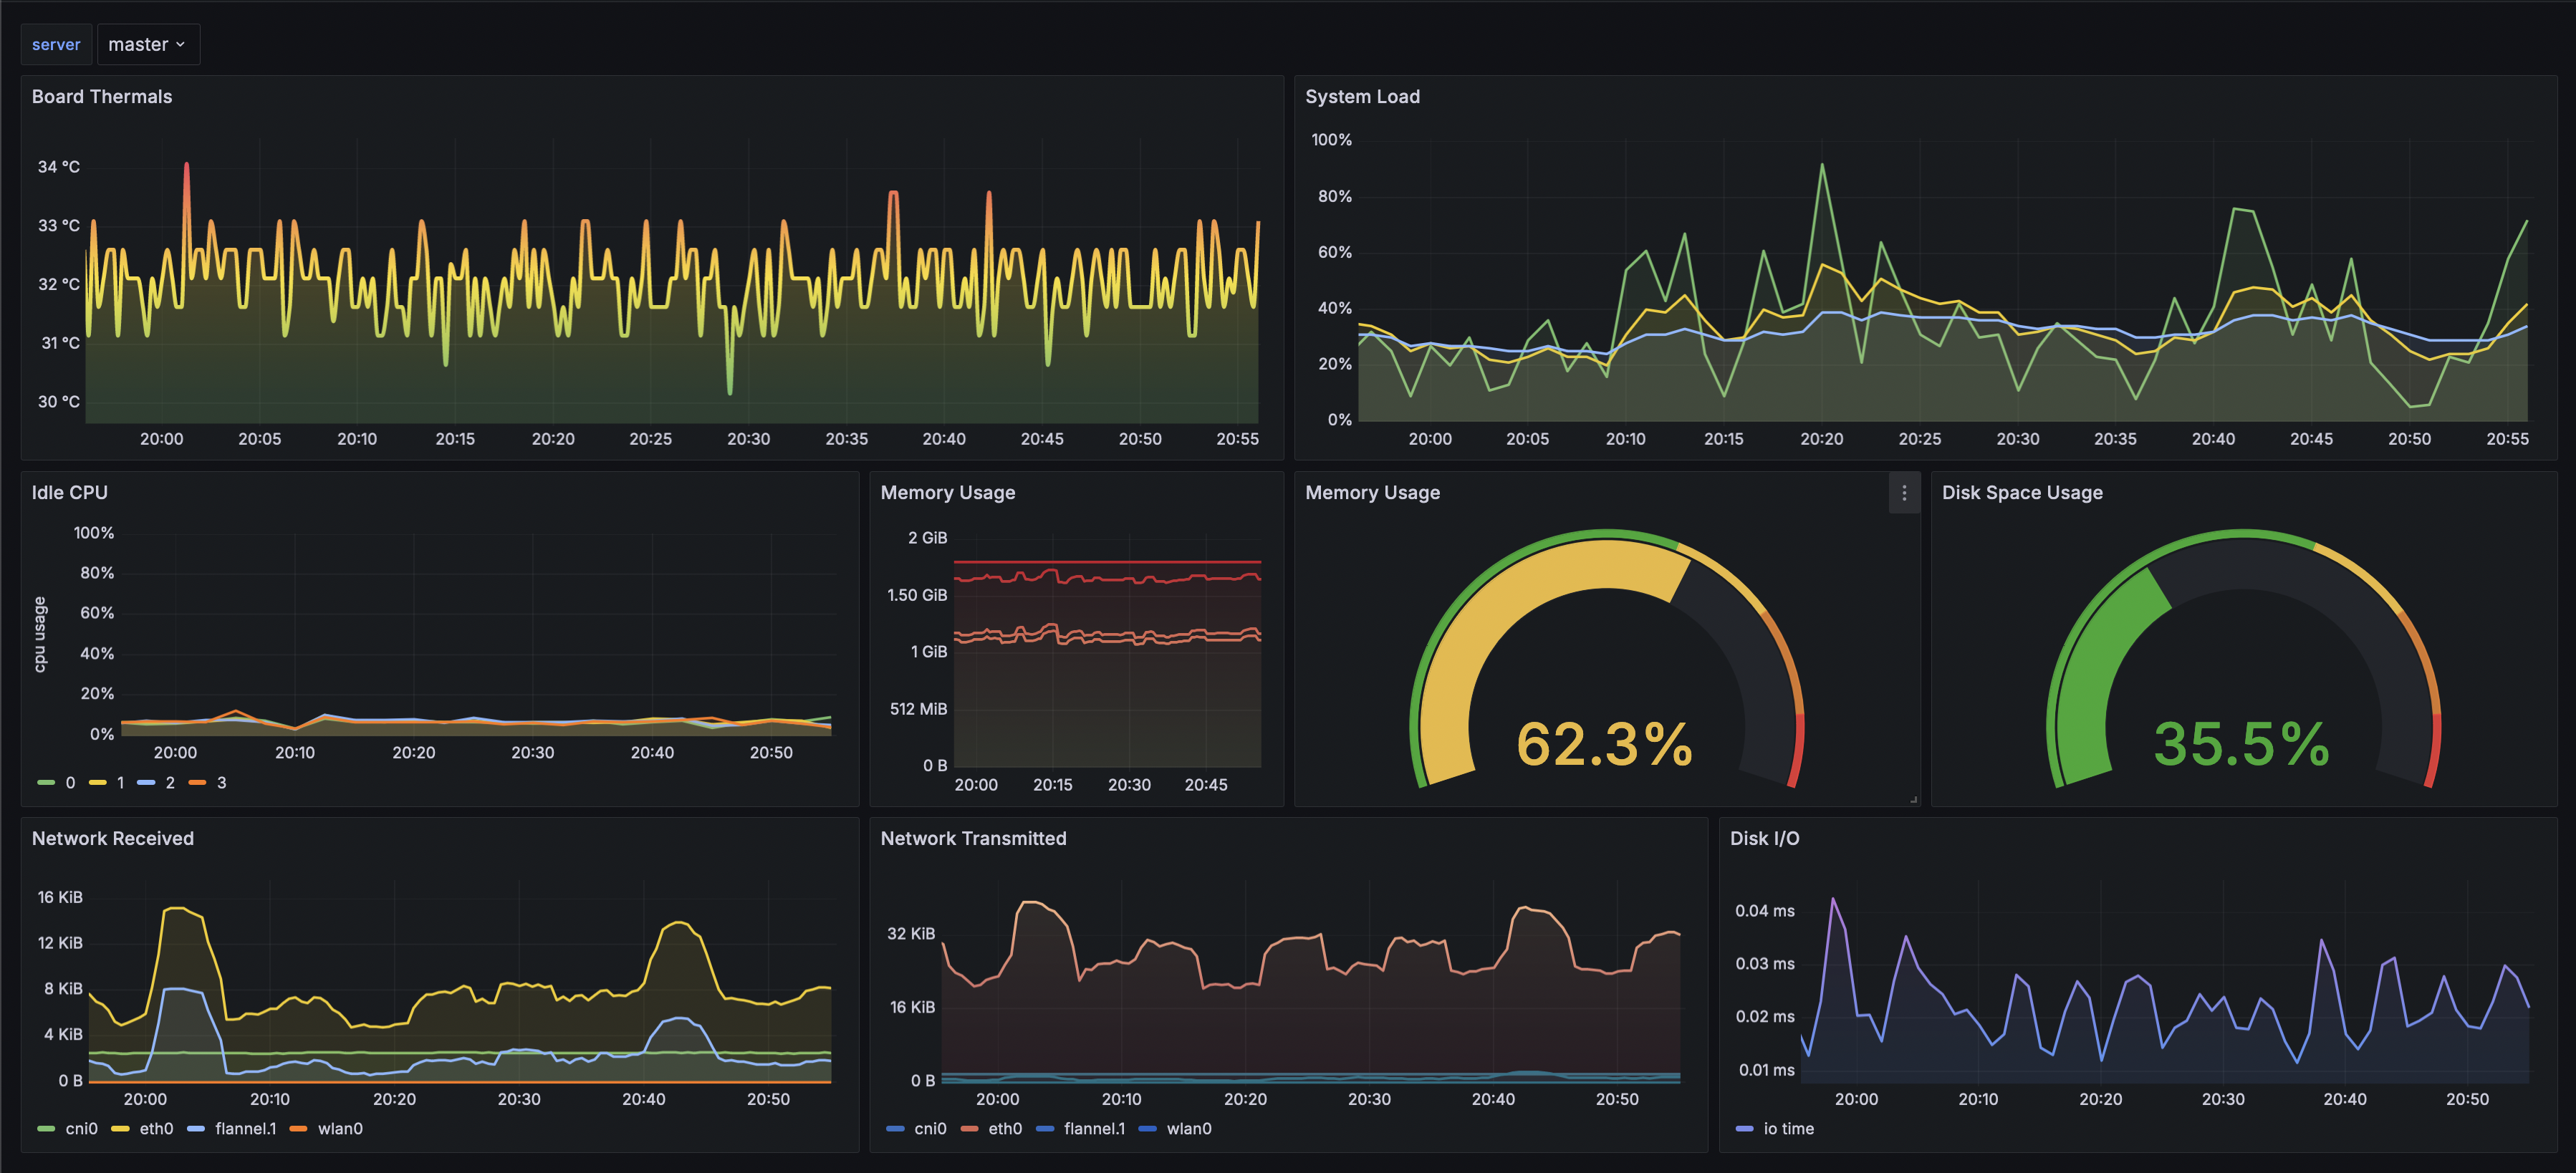 server master
Board Thermals
34 °C
33 °C
32 °C
31 °C
30 °C
20:00 20:05 20:10 20:15 20:20 20:25 20:30 20:35 20:40 20:45 20:50 20:55
System Load
100%
80%
60%
40%
20%
0%
20:00 20:05 20:10 20:15 20:20 20:25 20:30 20:35 20:40 20:45 20:50 20:55
Idle CPU
cpu usage
100%
80%
60%
40%
20%
0%
20:00 20:10 20:20 20:30 20:40 20:50
0 1 2 3
Memory Usage
2 GiB
1.50 GiB
1 GiB
512 MiB
0 B
20:00 20:15 20:30 20:45
Memory Usage
62.3%
Disk Space Usage
35.5%
Network Received
16 KiB
12 KiB
8 KiB
4 KiB
0 B
20:00 20:10 20:20 20:30 20:40 20:50
cni0 eth0 flannel.1 wlan0
Network Transmitted
32 KiB
16 KiB
0 B
20:00 20:10 20:20 20:30 20:40 20:50
cni0 eth0 flannel.1 wlan0
Disk I/O
0.04 ms
0.03 ms
0.02 ms
0.01 ms
20:00 20:10 20:20 20:30 20:40 20:50
io time